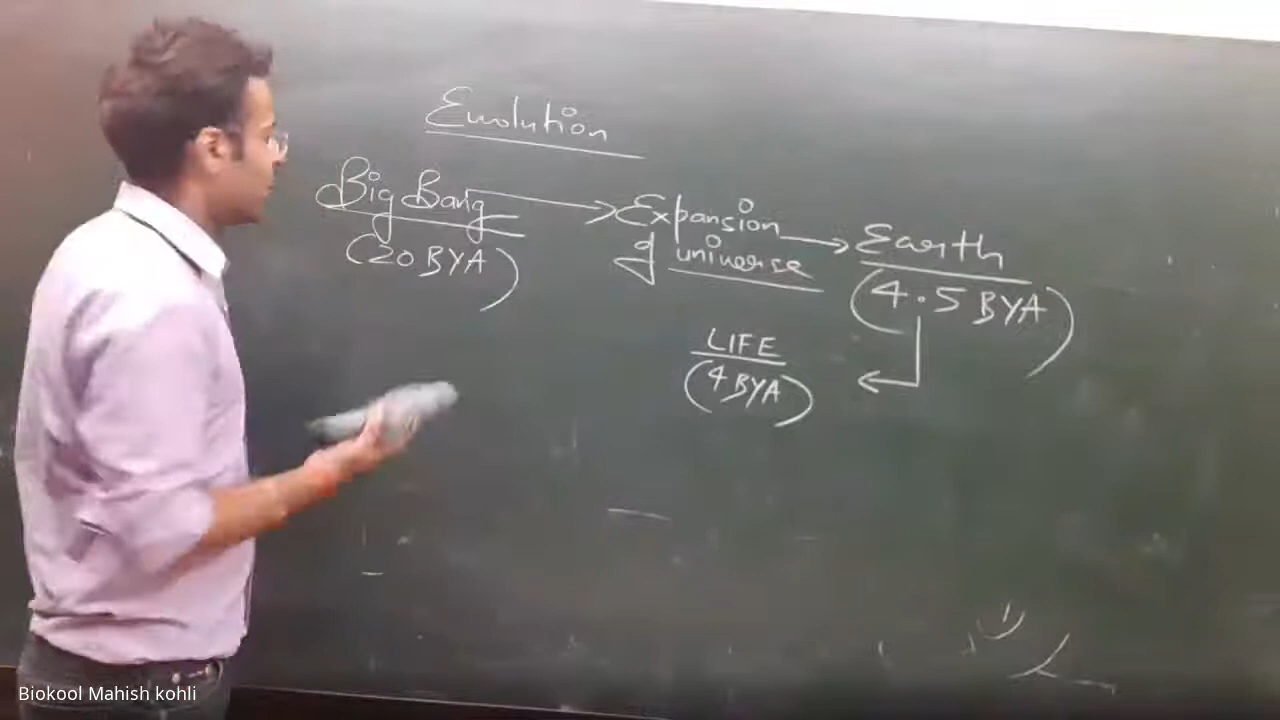 Evolution
Big Bang → Expansion of universe → Earth
(20 BYA)
(4.5 BYA)
LIFE
(4 BYA)
Biokool Mahish kohli